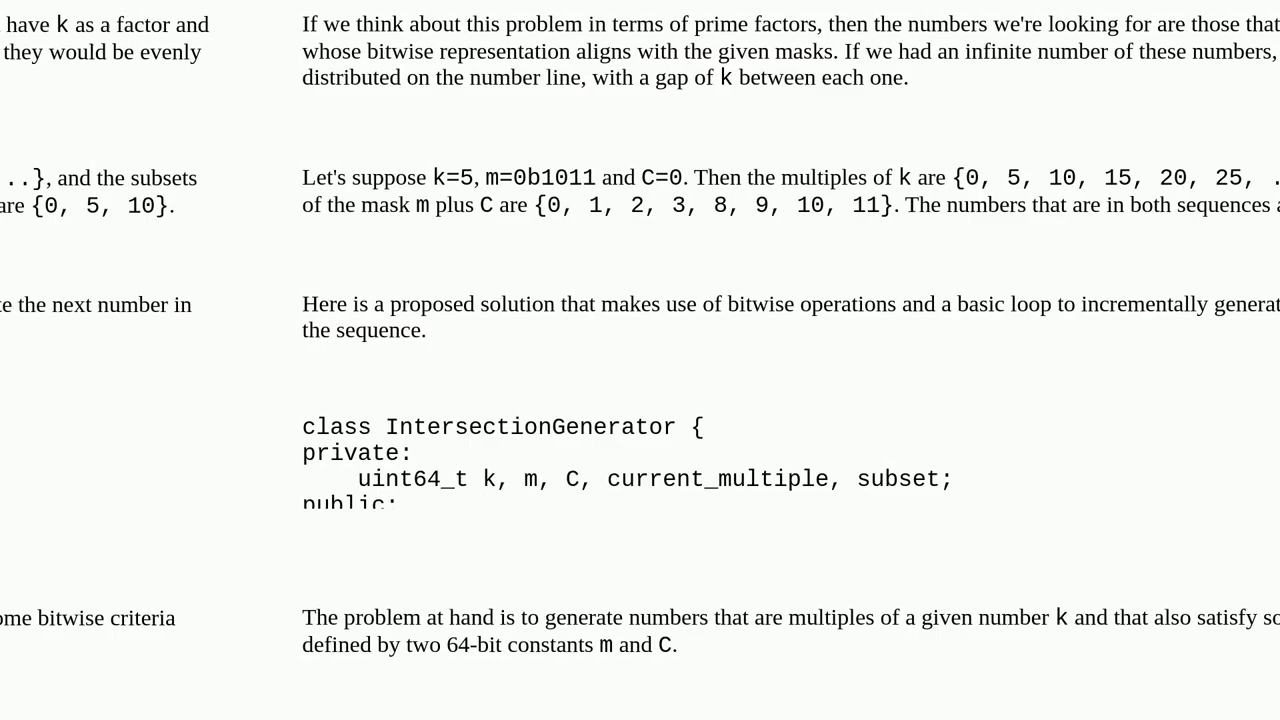 have k as a factor and
they would be evenly
..}, and the subsets
are {0, 5, 10}.
te the next number in
ome bitwise criteria
If we think about this problem in terms of prime factors, then the numbers we're looking for are those that
whose bitwise representation aligns with the given masks. If we had an infinite number of these numbers,
distributed on the number line, with a gap of k between each one.
Let's suppose k=5, m=0b1011 and C=0. Then the multiples of k are {0, 5, 10, 15, 20, 25, .
of the mask m plus C are {0, 1, 2, 3, 8, 9, 10, 11}. The numbers that are in both sequences a
Here is a proposed solution that makes use of bitwise operations and a basic loop to incrementally generat
the sequence.
class IntersectionGenerator {
private:
    uint64_t k, m, C, current_multiple, subset;
public:
The problem at hand is to generate numbers that are multiples of a given number k and that also satisfy so
defined by two 64-bit constants m and C.